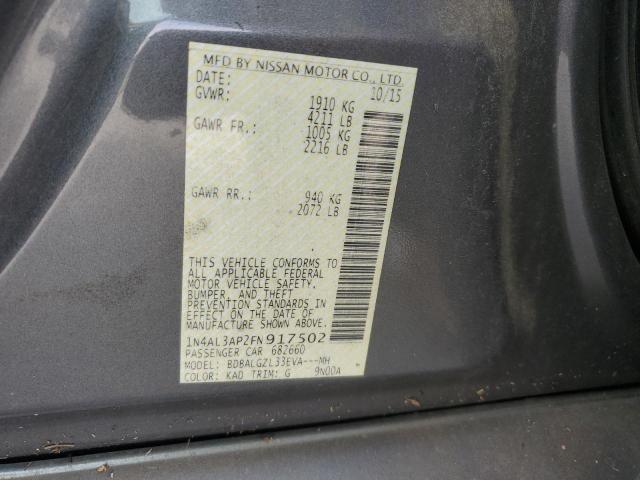 MFD BY NISSAN MOTOR CO., LTD.
DATE: 10/15
GVWR: 1910 KG
4211 LB
GAWR FR.: 1005 KG
2216 LB
GAWR RR.: 940 KG
2072 LB
THIS VEHICLE CONFORMS TO
ALL APPLICABLE FEDERAL
MOTOR VEHICLE SAFETY,
BUMPER, AND THEFT
PREVENTION STANDARDS IN
EFFECT ON THE DATE OF
MANUFACTURE SHOWN ABOVE.
1N4AL3AP2FN917502
PASSENGER CAR 682660
MODEL: BDBALGZL33EVA---MH
COLOR: KAD TRIM: G 9N00A